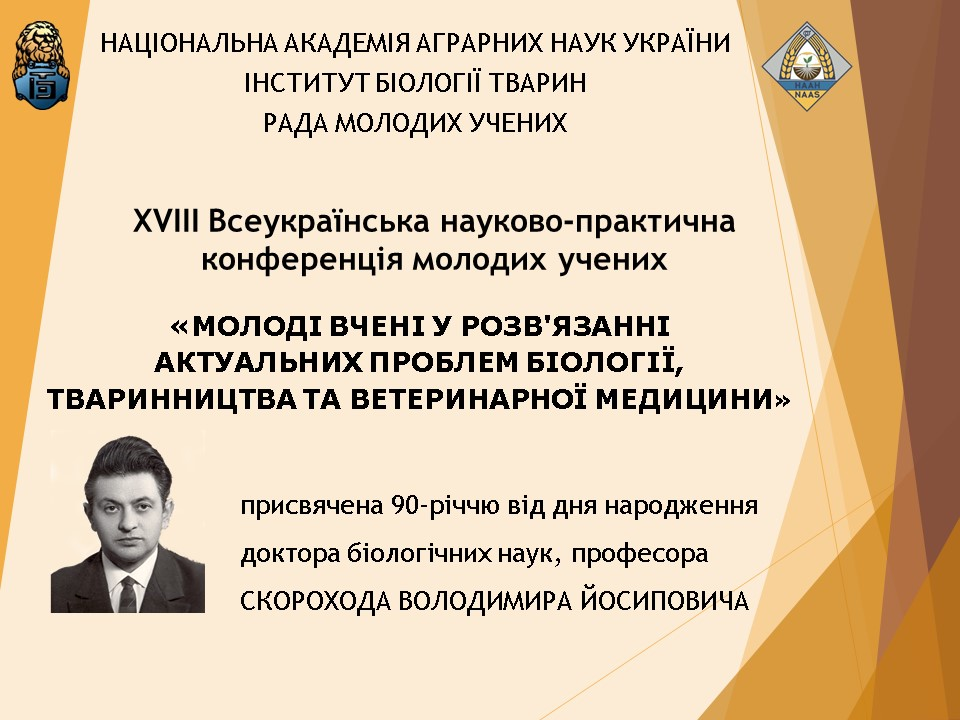 НАЦІОНАЛЬНА АКАДЕМІЯ АГРАРНИХ НАУК УКРАЇНИ
ІНСТИТУТ БІОЛОГІЇ ТВАРИН
РАДА МОЛОДИХ УЧЕНИХ
НААН
NAAS
XVIII Всеукраїнська науково-практична
конференція молодих учених
«МОЛОДІ ВЧЕНІ У РОЗВ'ЯЗАННІ
АКТУАЛЬНИХ ПРОБЛЕМ БІОЛОГІЇ,
ТВАРИННИЦТВА ТА ВЕТЕРИНАРНОЇ МЕДИЦИНИ»
присвячена 90-річчю від дня народження
доктора біологічних наук, професора
СКОРОХОДА ВОЛОДИМИРА ЙОСИПОВИЧА